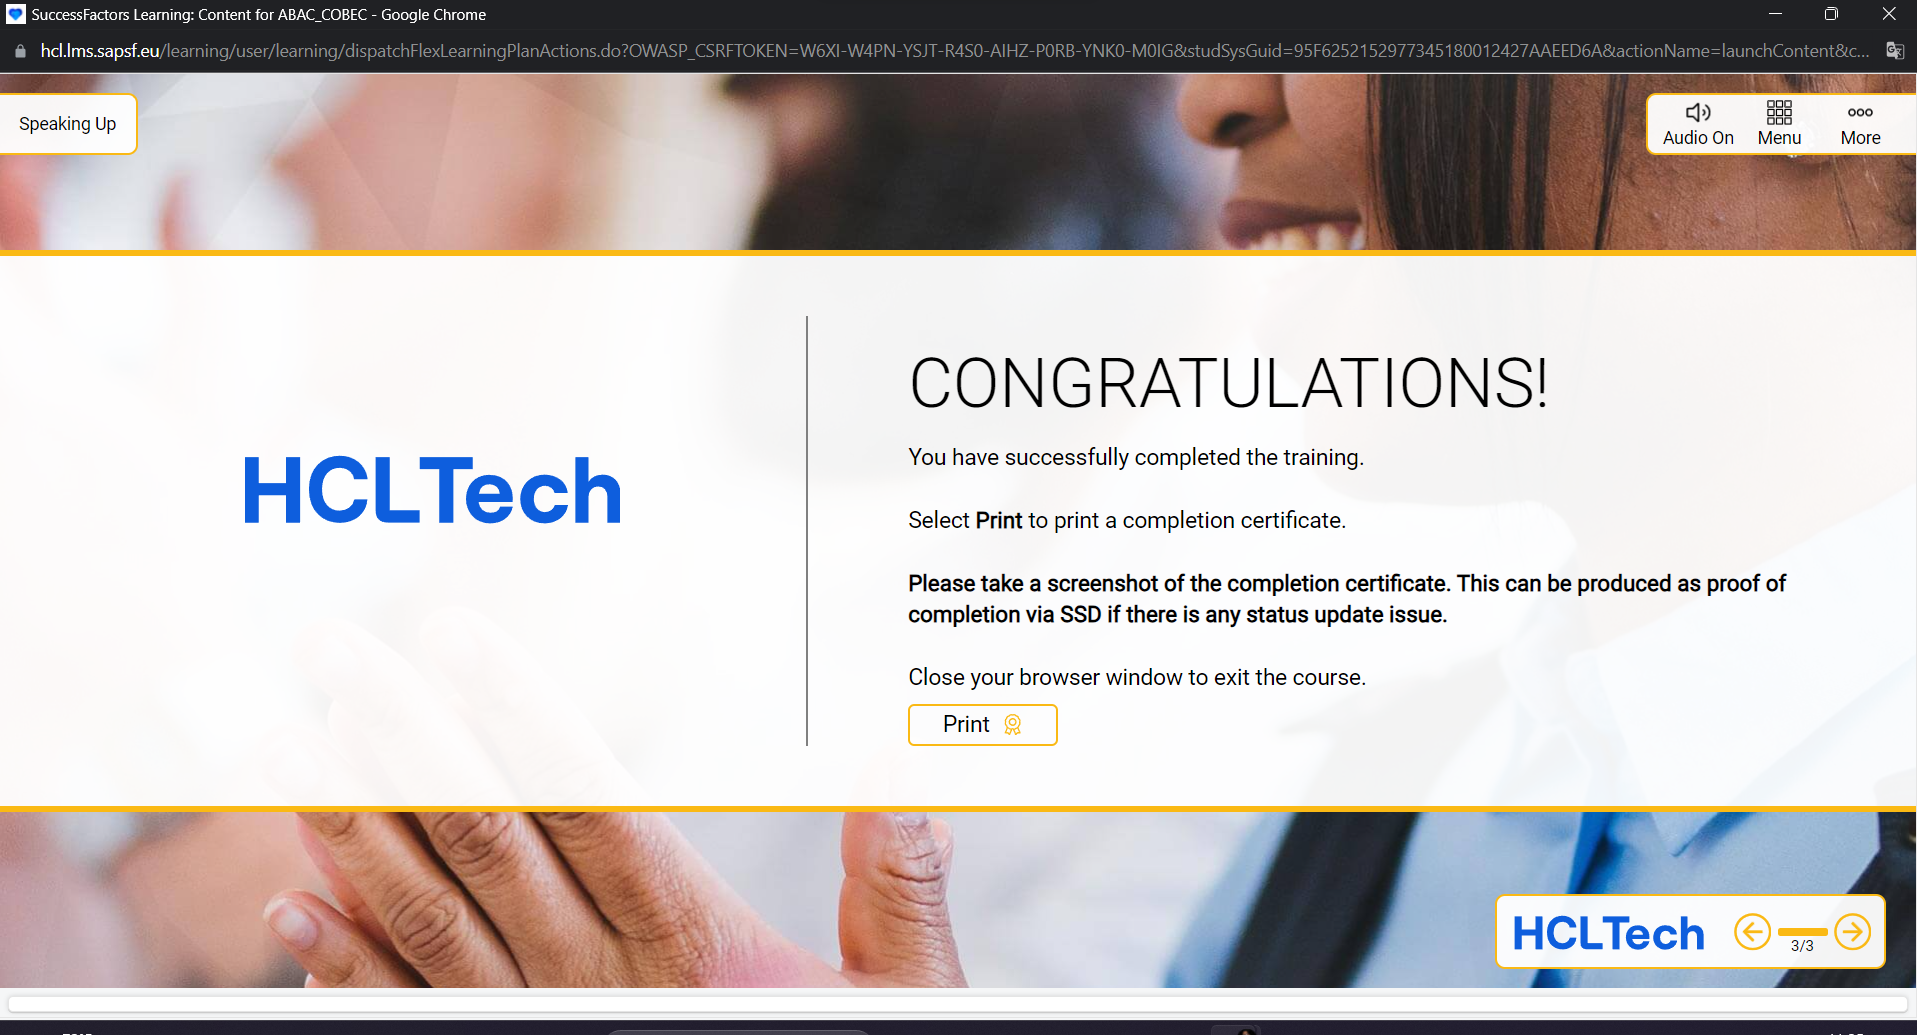 SuccessFactors Learning: Content for ABAC_COBEC - Google Chrome
hcl.lms.sapsf.eu/learning/user/learning/dispatchFlexLearningPlanActions.do?OWASP_CSRFTOKEN=W6XI-W4PN-YSJT-R4S0-AIHZ-P0RB-YNK0-M0IG&studSysGuid=95F6252152977345180012427AAEED6A&actionName=launchContent&c...
Speaking Up
Audio On
Menu
More
HCLTech
CONGRATULATIONS!
You have successfully completed the training.
Select Print to print a completion certificate.
Please take a screenshot of the completion certificate. This can be produced as proof of
completion via SSD if there is any status update issue.
Close your browser window to exit the course.
Print
HCLTech
3/3